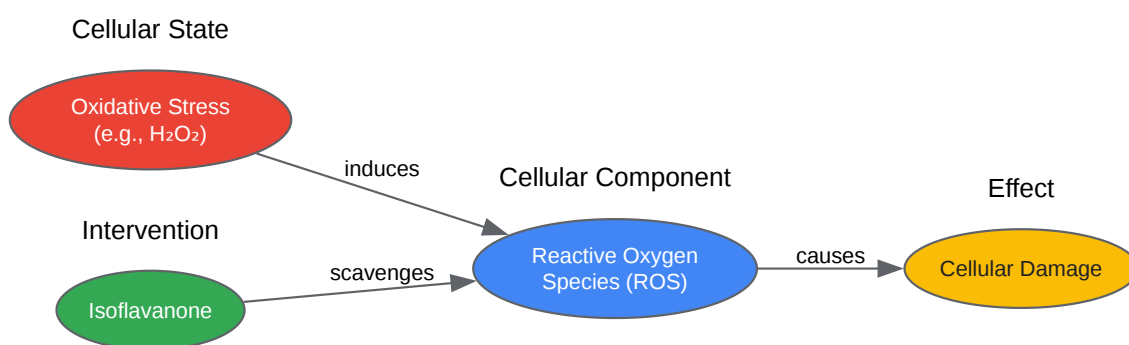 Cellular State
Oxidative Stress
(e.g., H₂O₂)
induces
Cellular Component
Effect
Intervention
scavenges
Reactive Oxygen
Species (ROS)
causes
Cellular Damage
Isoflavanone